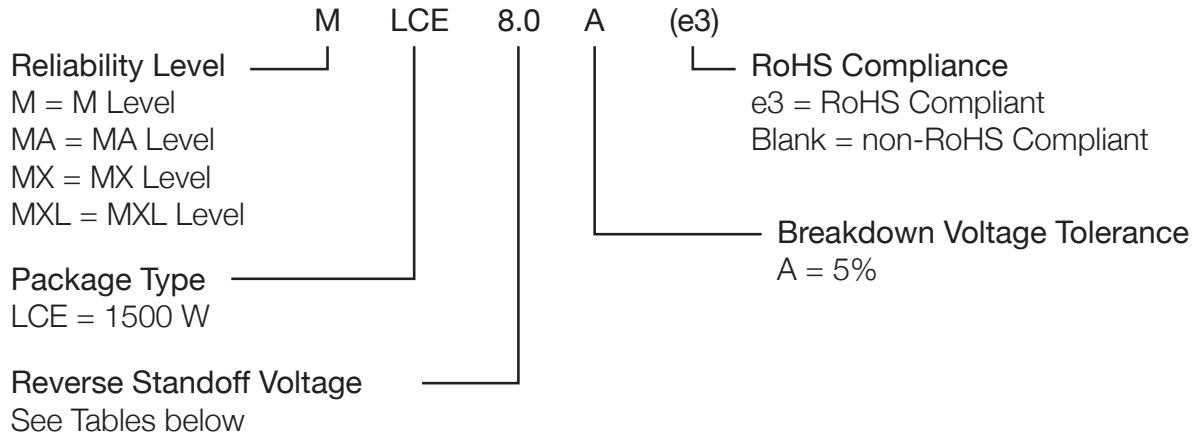 M LCE 8.0 A (e3)
Reliability Level
M = M Level
MA = MA Level
MX = MX Level
MXL = MXL Level
Package Type
LCE = 1500 W
Reverse Standoff Voltage
See Tables below
RoHS Compliance
e3 = RoHS Compliant
Blank = non-RoHS Compliant
Breakdown Voltage Tolerance
A = 5%